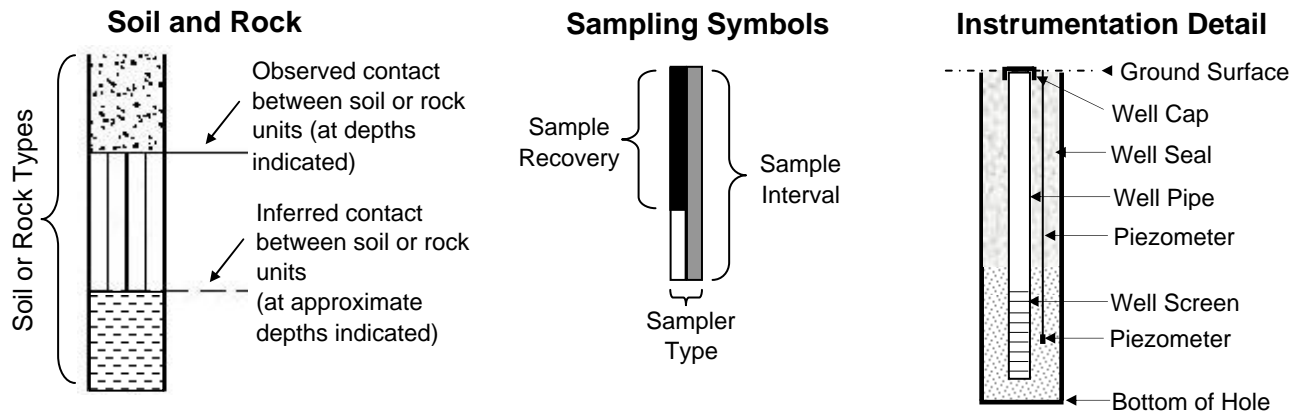 Soil and Rock
Soil or Rock Types
Observed contact
between soil or rock
units (at depths
indicated)
Inferred contact
between soil or rock
units
(at approximate
depths indicated)
Sampling Symbols
Sample
Recovery
Sample
Interval
Sampler
Type
Instrumentation Detail
Ground Surface
Well Cap
Well Seal
Well Pipe
Piezometer
Well Screen
Piezometer
Bottom of Hole